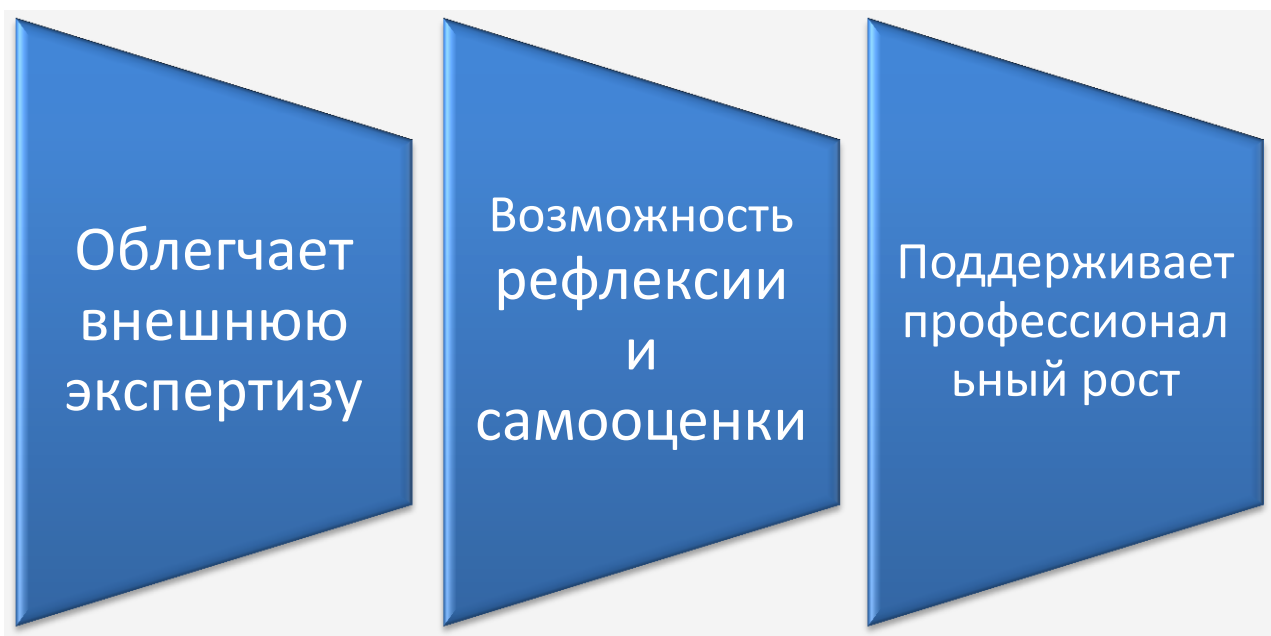 Облегчает
внешнюю
экспертизу
Возможность
рефлексии
и
самооценки
Поддерживает
профессионал
ьный рост